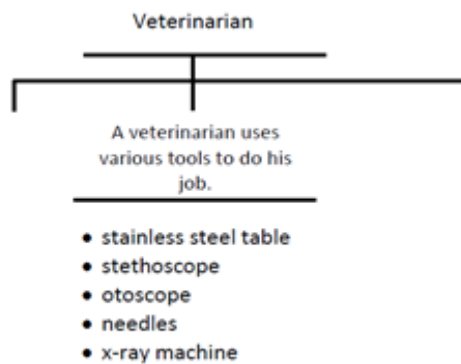 Veterinarian
A veterinarian uses
various tools to do his
job.
• stainless steel table
• stethoscope
• otoscope
• needles
• x-ray machine